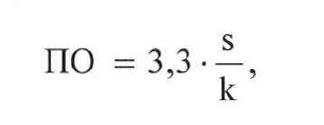 ПО = 3,3 · s/k,